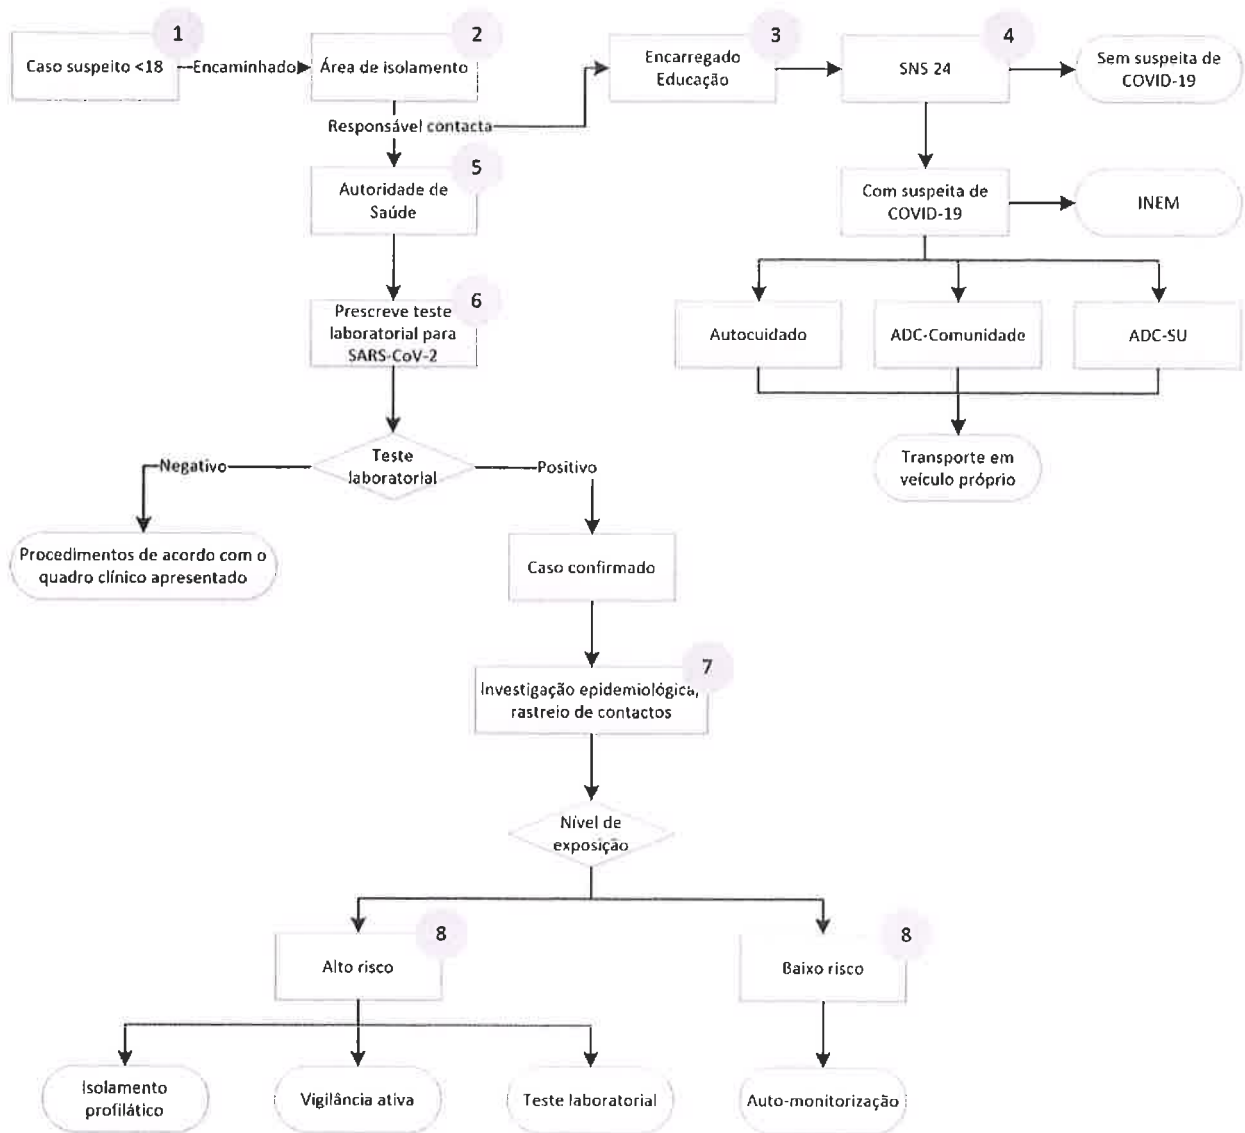 1
Caso suspeito <18
Encaminhado
2
Área de isolamento
Responsável contacta
3
Encarregado
Educação
4
SNS 24
Sem suspeita de
COVID-19
Com suspeita de
COVID-19
INEM
Autocuidado
ADC-Comunidade
ADC-SU
Transporte em
veículo próprio
5
Autoridade de
Saúde
6
Prescreve teste
laboratorial para
SARS-CoV-2
Teste
laboratorial
Negativo
Positivo
Procedimentos de acordo com o
quadro clínico apresentado
Caso confirmado
7
Investigação epidemiológica,
rastreio de contactos
Nível de
exposição
8
Alto risco
8
Baixo risco
Isolamento
profilático
Vigilância ativa
Teste laboratorial
Auto-monitorização